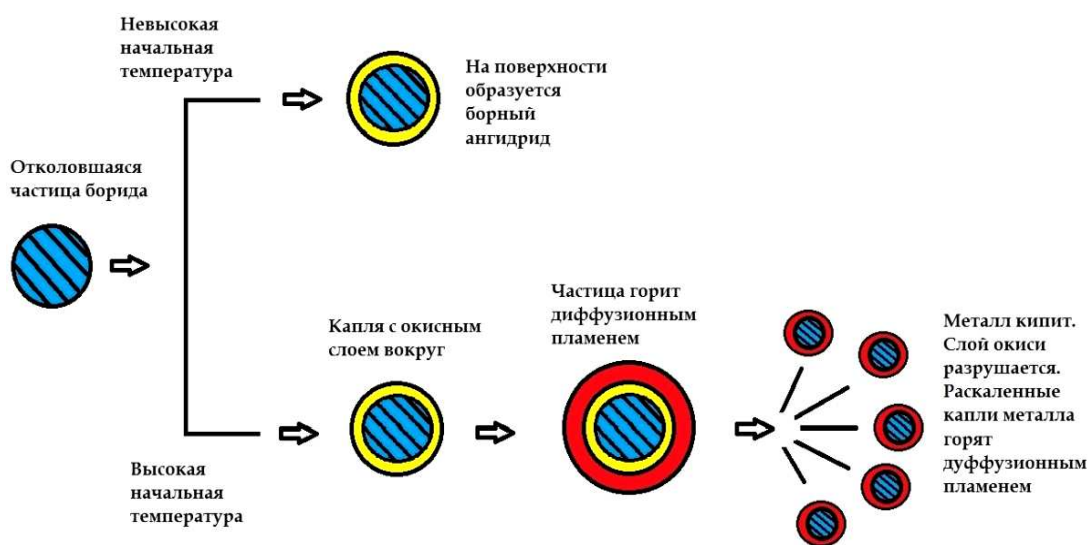 Невысокая
начальная
температура
На поверхности
образуется
борный
ангидрид
Отколовшаяся
частица борида
Капля с окисным
слоем вокруг
Частица горит
диффузионным
пламенем
Металл кипит.
Слой окиси
разрушается.
Раскаленные
капли металла
горят
дуффузионным
пламенем
Высокая
начальная
температура